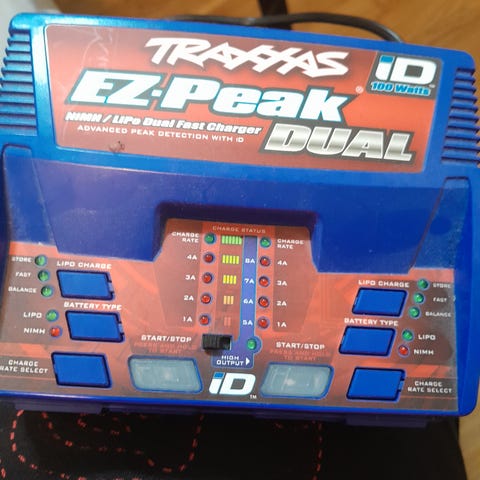 TRAXXAS
iD
100 Watts
EZ-Peak
NiMH / LiPo Dual Fast Charger
DUAL
ADVANCED PEAK DETECTION WITH iD
CHARGE STATUS
CHARGE RATE
CHARGE RATE
4A
8A
4A
3A
7A
3A
2A
6A
2A
1A
5A
1A
STORE
LIPO CHARGE
FAST
BALANCE
BATTERY TYPE
LIPO
NIMH
CHARGE
RATE SELECT
START/STOP
PRESS AND HOLD
TO START
HIGH
OUTPUT
iD
START/STOP
PRESS AND HOLD
TO START
LIPO CHARGE
STORE
FAST
BALANCE
BATTERY TYPE
LIPO
NIMH
CHARGE
RATE SELECT